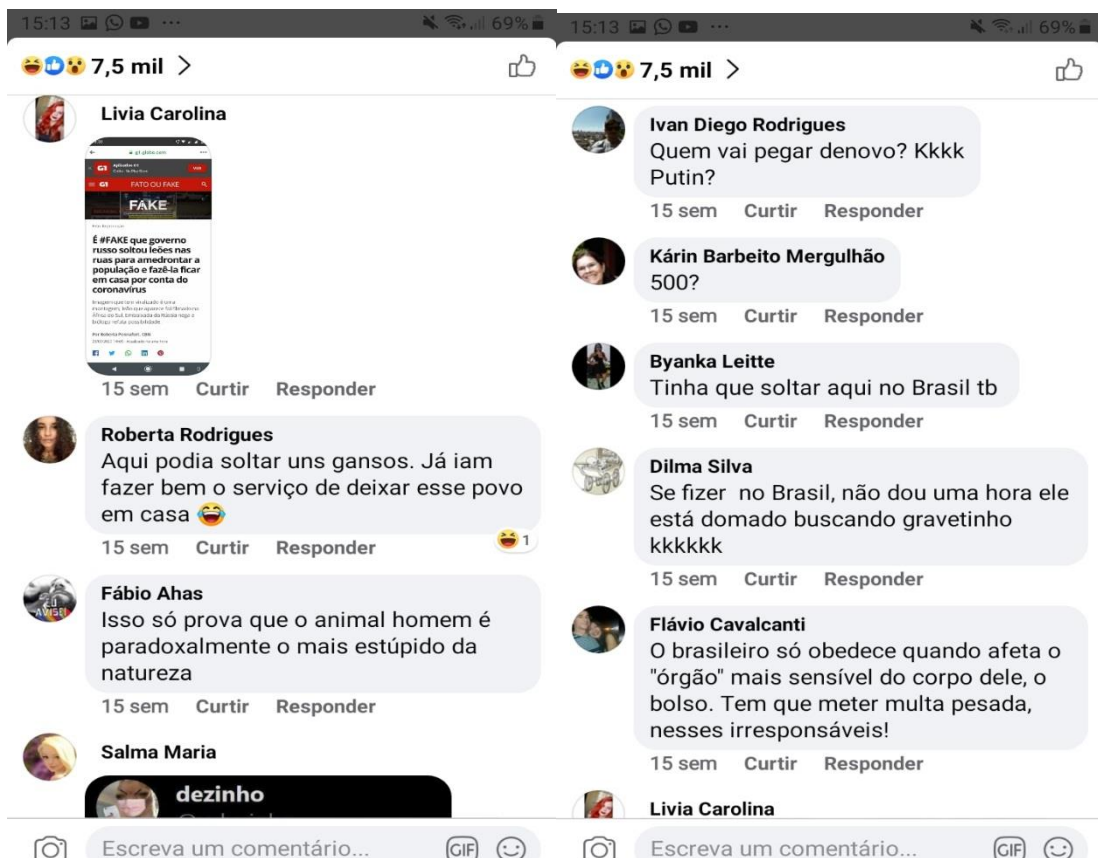 15:13 ... 69%
7,5 mil >
Livia Carolina
g1.globo.com
G1
G1 FATO OU FAKE
FAKE
É #FAKE que governo
russo soltou leões nas
ruas para amedrontar a
população e fazê-la ficar
em casa por conta do
coronavírus
15 sem Curtir Responder
Roberta Rodrigues
Aqui podia soltar uns gansos. Já iam
fazer bem o serviço de deixar esse povo
em casa 😂
15 sem Curtir Responder 1
Fábio Ahas
Isso só prova que o animal homem é
paradoxalmente o mais estúpido da
natureza
15 sem Curtir Responder
Salma Maria
dezinho
Escreva um comentário... GIF
15:13 ... 69%
7,5 mil >
Ivan Diego Rodrigues
Quem vai pegar denovo? Kkkk
Putin?
15 sem Curtir Responder
Kárin Barbeito Mergulhão
500?
15 sem Curtir Responder
Byanka Leitte
Tinha que soltar aqui no Brasil tb
15 sem Curtir Responder
Dilma Silva
Se fizer no Brasil, não dou uma hora ele
está domado buscando gravetinho
kkkkkk
15 sem Curtir Responder
Flávio Cavalcanti
O brasileiro só obedece quando afeta o
"órgão" mais sensível do corpo dele, o
bolso. Tem que meter multa pesada,
nesses irresponsáveis!
15 sem Curtir Responder
Livia Carolina
Escreva um comentário... GIF